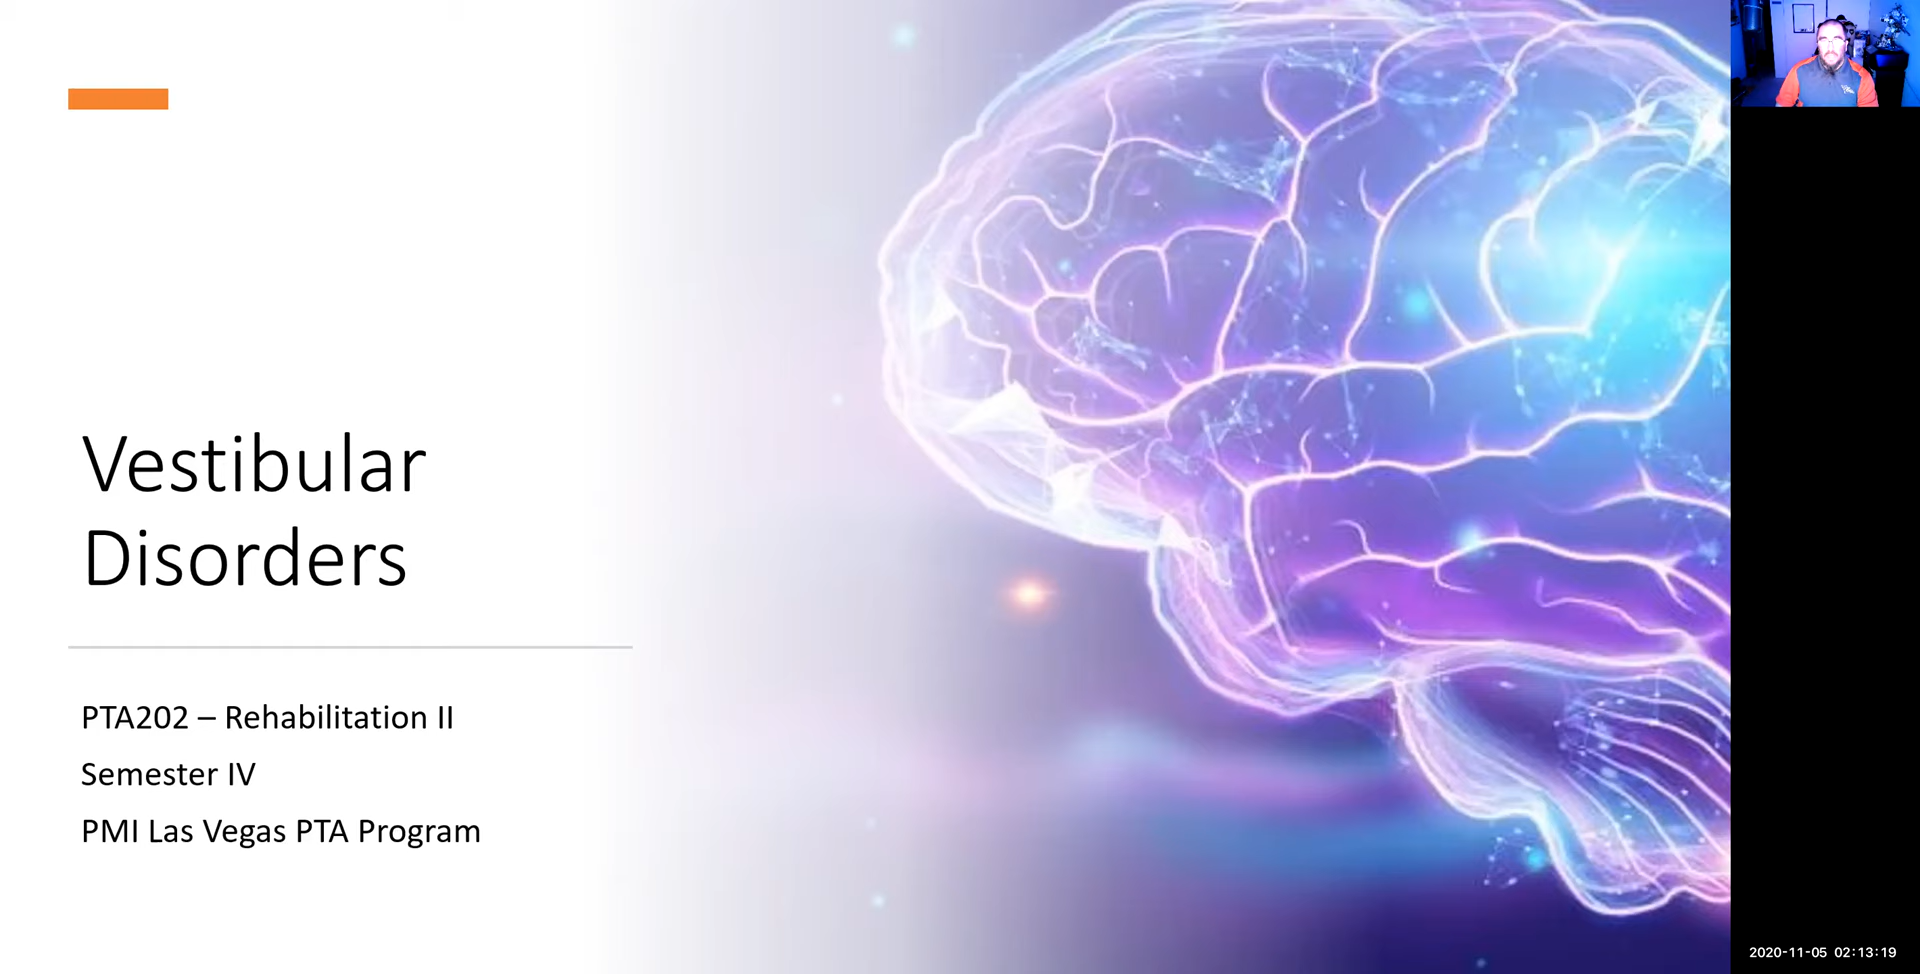 Vestibular
Disorders
PTA202 – Rehabilitation II
Semester IV
PMI Las Vegas PTA Program
2020-11-05 02:13:19